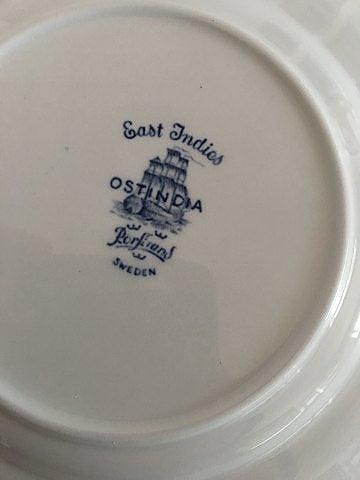 East Indies
OSTINDIA
Rörstrand
SWEDEN